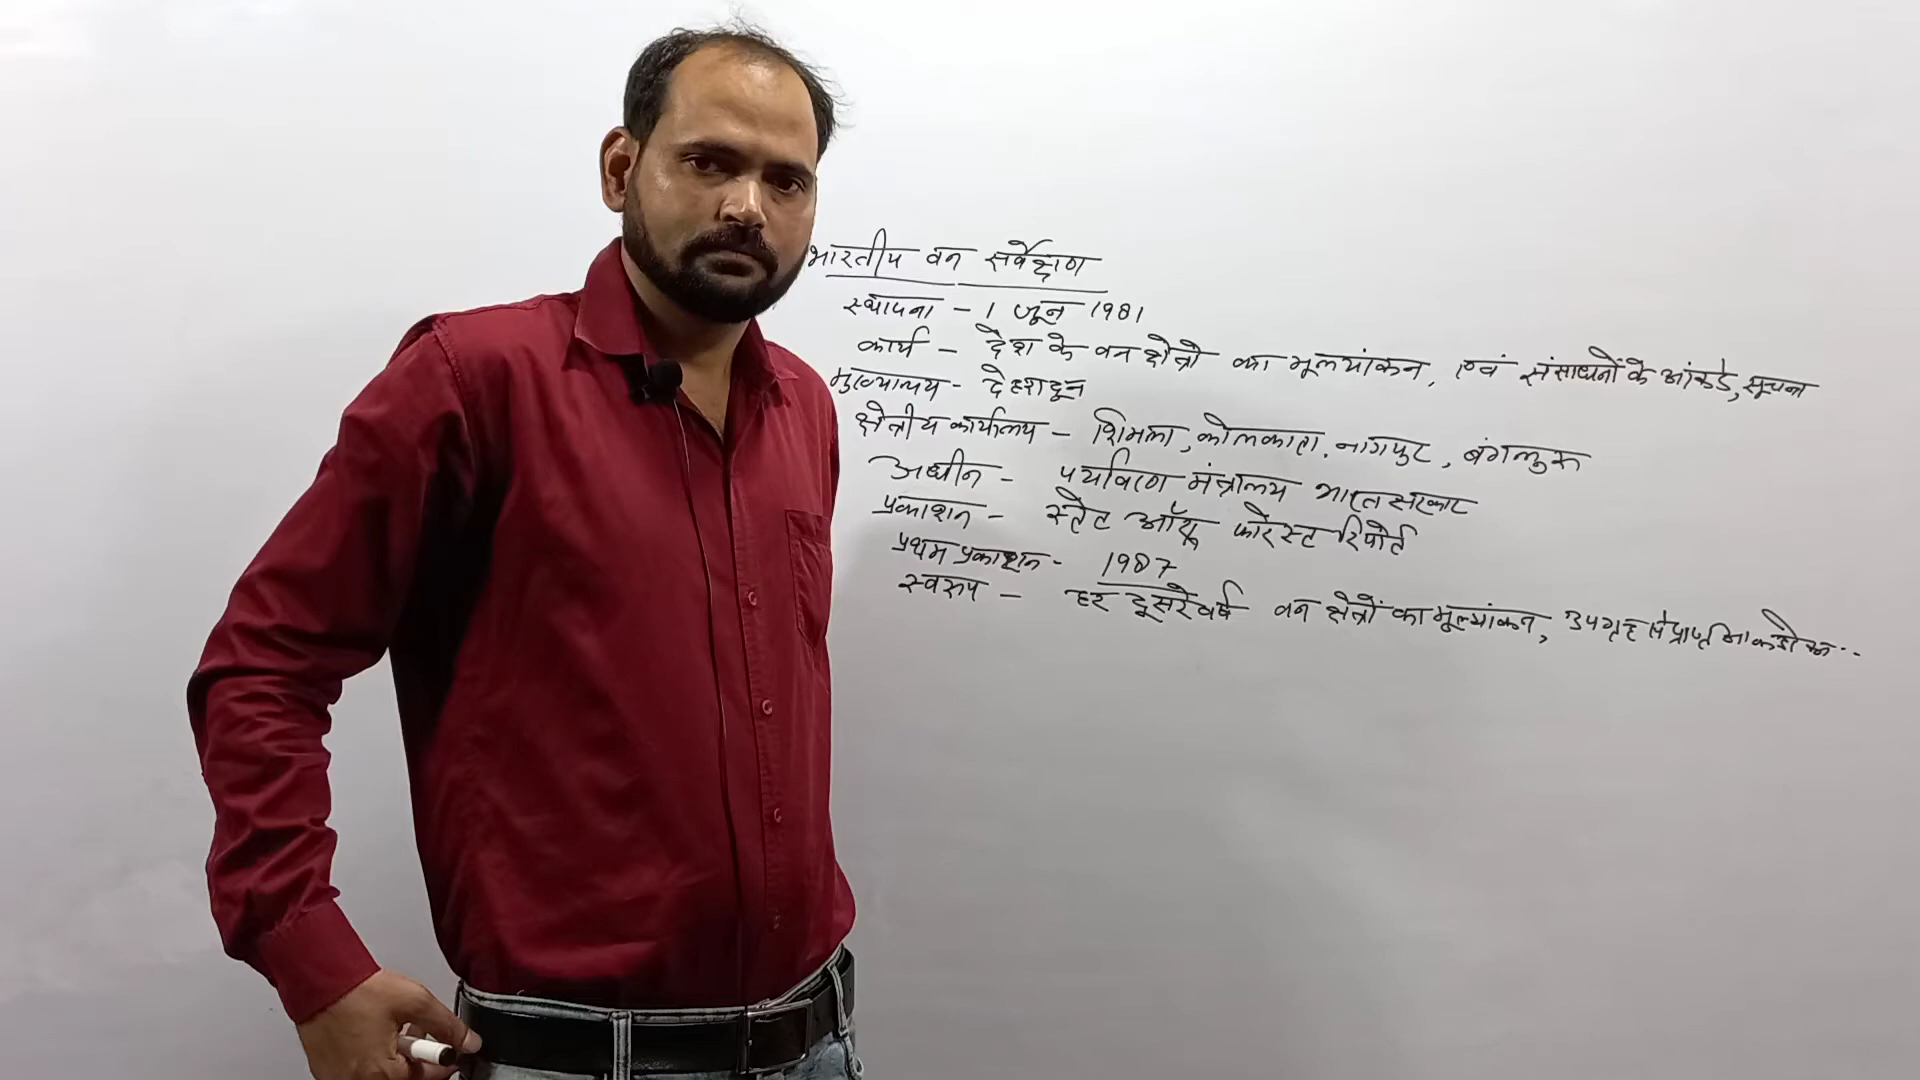 भारतीय वन सर्वेक्षण
स्थापना - 1 जून 1981
कार्य - देश के वन क्षेत्रो का मूल्यांकन, एवं संसाधनों के आंकडे, सूचना
मुख्यालय - देहरादून
क्षेत्रीय कार्यालय - शिमला, कोलकाता, नागपुर, बंगलुरू
अधीन - पर्यावरण मंत्रालय भारत सरकार
प्रकाशन - स्टेट ऑफ फोरेस्ट रिपोर्ट
प्रथम प्रकाशन - 1987
स्वरूप - हर दूसरे वर्ष वन क्षेत्रों का मूल्यांकन, उपग्रह से प्राप्त